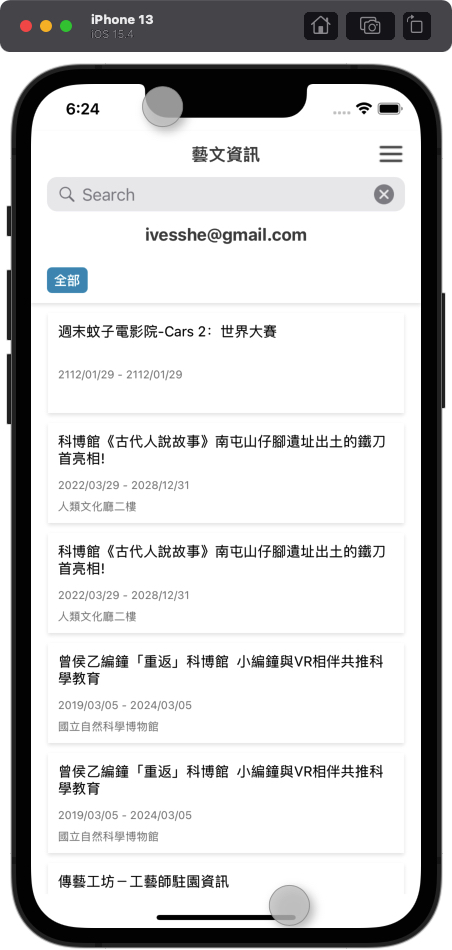 iPhone 13
iOS 15.4
6:24
藝文資訊
Search
ivesshe@gmail.com
全部
週末蚊子電影院-Cars 2：世界大賽
2112/01/29 - 2112/01/29
科博館《古代人說故事》南屯山仔腳遺址出土的鐵刀
首亮相!
2022/03/29 - 2028/12/31
人類文化廳二樓
科博館《古代人說故事》南屯山仔腳遺址出土的鐵刀
首亮相!
2022/03/29 - 2028/12/31
人類文化廳二樓
曾侯乙編鐘「重返」科博館 小編鐘與VR相伴共推科
學教育
2019/03/05 - 2024/03/05
國立自然科學博物館
曾侯乙編鐘「重返」科博館 小編鐘與VR相伴共推科
學教育
2019/03/05 - 2024/03/05
國立自然科學博物館
傳藝工坊－工藝師駐園資訊